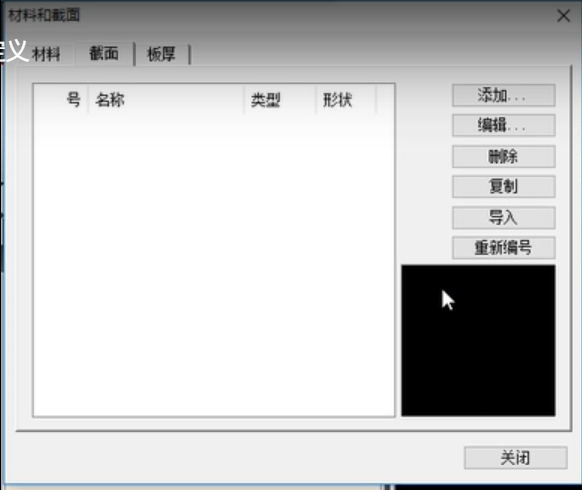 材料和截面
定义
材料 截面 板厚
号 名称 类型 形状
添加...
编辑...
删除
复制
导入
重新编号
关闭